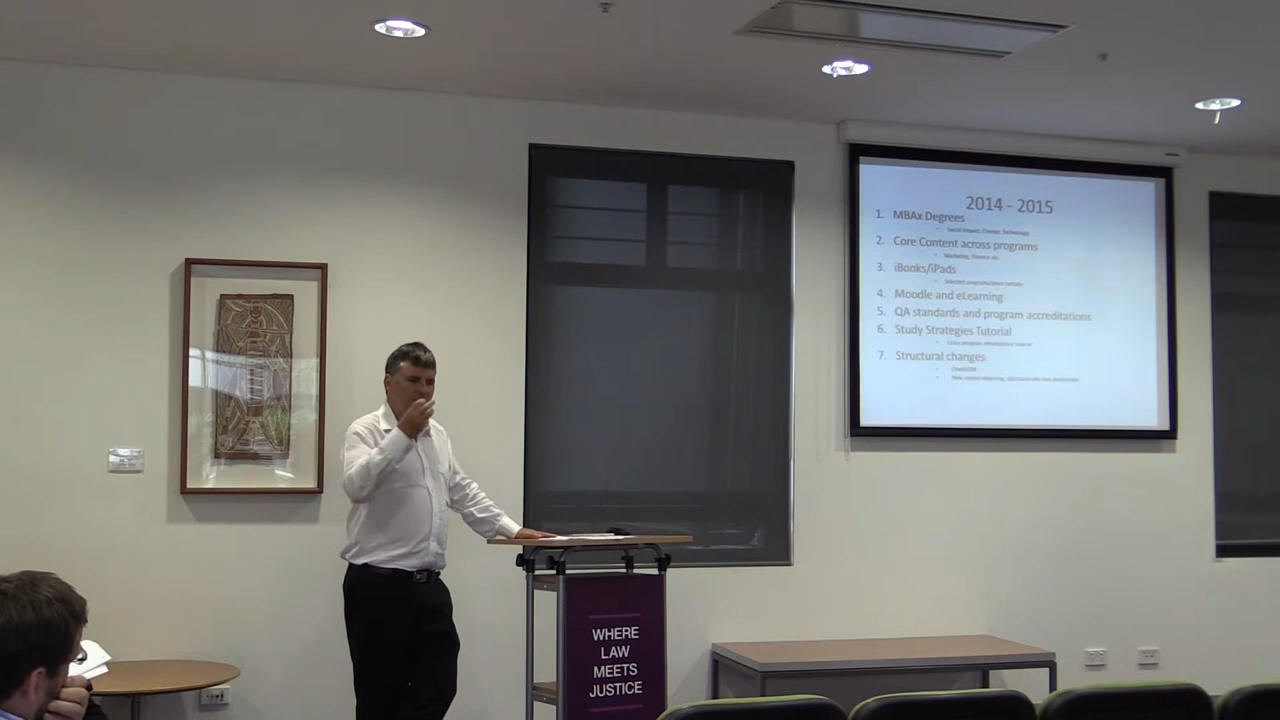 2014 - 2015
1. MBAx Degrees
Social Impact, Change, Technology
2. Core Content across programs
Marketing, Finance etc
3. iBooks/iPads
Selected programs/
4. Moodle and eLearning
5. QA standards and program accreditations
6. Study Strategies Tutorial
7. Structural changes
WHERE
LAW
MEETS
JUSTICE